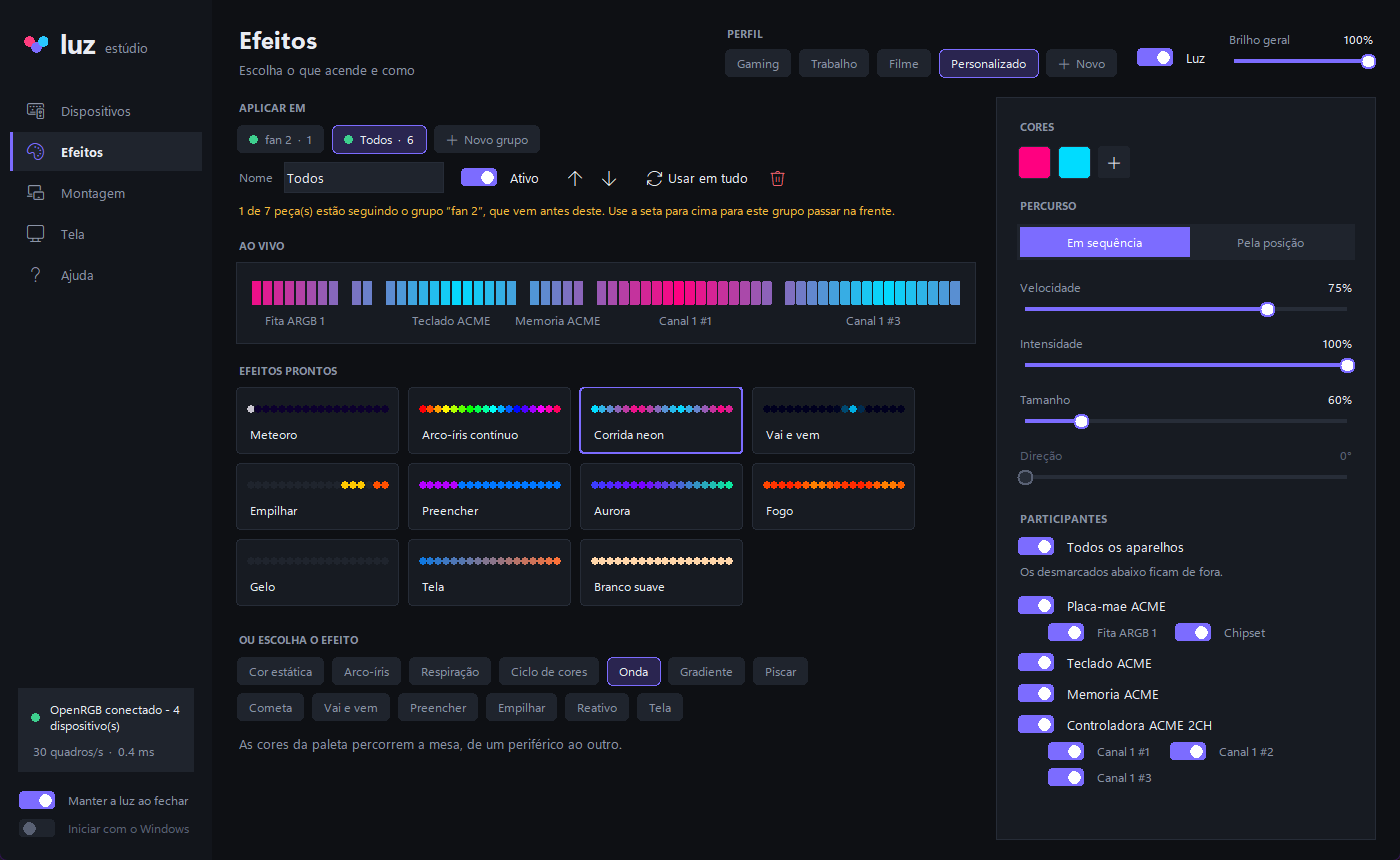 luz estúdio
Dispositivos
Efeitos
Montagem
Tela
? Ajuda
OpenRGB conectado - 4
dispositivo(s)
30 quadros/s · 0.4 ms
Manter a luz ao fechar
Iniciar com o Windows
Efeitos
Escolha o que acende e como
PERFIL
Gaming Trabalho Filme Personalizado + Novo
Luz
Brilho geral 100%
APLICAR EM
fan 2 · 1 Todos · 6 + Novo grupo
Nome Todos Ativo ↑ ↓ Usar em tudo
1 de 7 peça(s) estão seguindo o grupo "fan 2", que vem antes deste. Use a seta para cima para este grupo passar na frente.
AO VIVO
Fita ARGB 1 Teclado ACME Memoria ACME Canal 1 #1 Canal 1 #3
EFEITOS PRONTOS
Meteoro Arco-íris contínuo Corrida neon Vai e vem
Empilhar Preencher Aurora Fogo
Gelo Tela Branco suave
OU ESCOLHA O EFEITO
Cor estática Arco-íris Respiração Ciclo de cores Onda Gradiente Piscar
Cometa Vai e vem Preencher Empilhar Reativo Tela
As cores da paleta percorrem a mesa, de um periférico ao outro.
CORES
+
PERCURSO
Em sequência Pela posição
Velocidade 75%
Intensidade 100%
Tamanho 60%
Direção 0°
PARTICIPANTES
Todos os aparelhos
Os desmarcados abaixo ficam de fora.
Placa-mae ACME
Fita ARGB 1 Chipset
Teclado ACME
Memoria ACME
Controladora ACME 2CH
Canal 1 #1 Canal 1 #2
Canal 1 #3